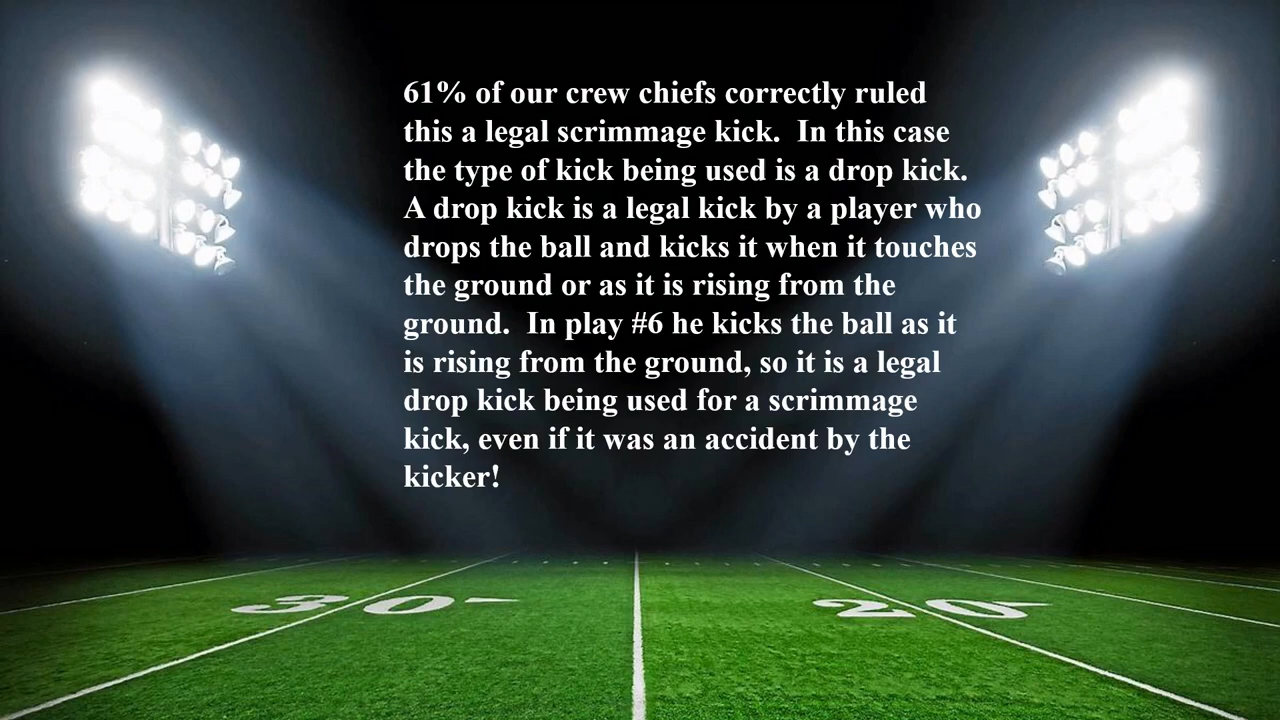 61% of our crew chiefs correctly ruled
this a legal scrimmage kick.  In this case
the type of kick being used is a drop kick.
A drop kick is a legal kick by a player who
drops the ball and kicks it when it touches
the ground or as it is rising from the
ground.  In play #6 he kicks the ball as it
is rising from the ground, so it is a legal
drop kick being used for a scrimmage
kick, even if it was an accident by the
kicker!
30 20